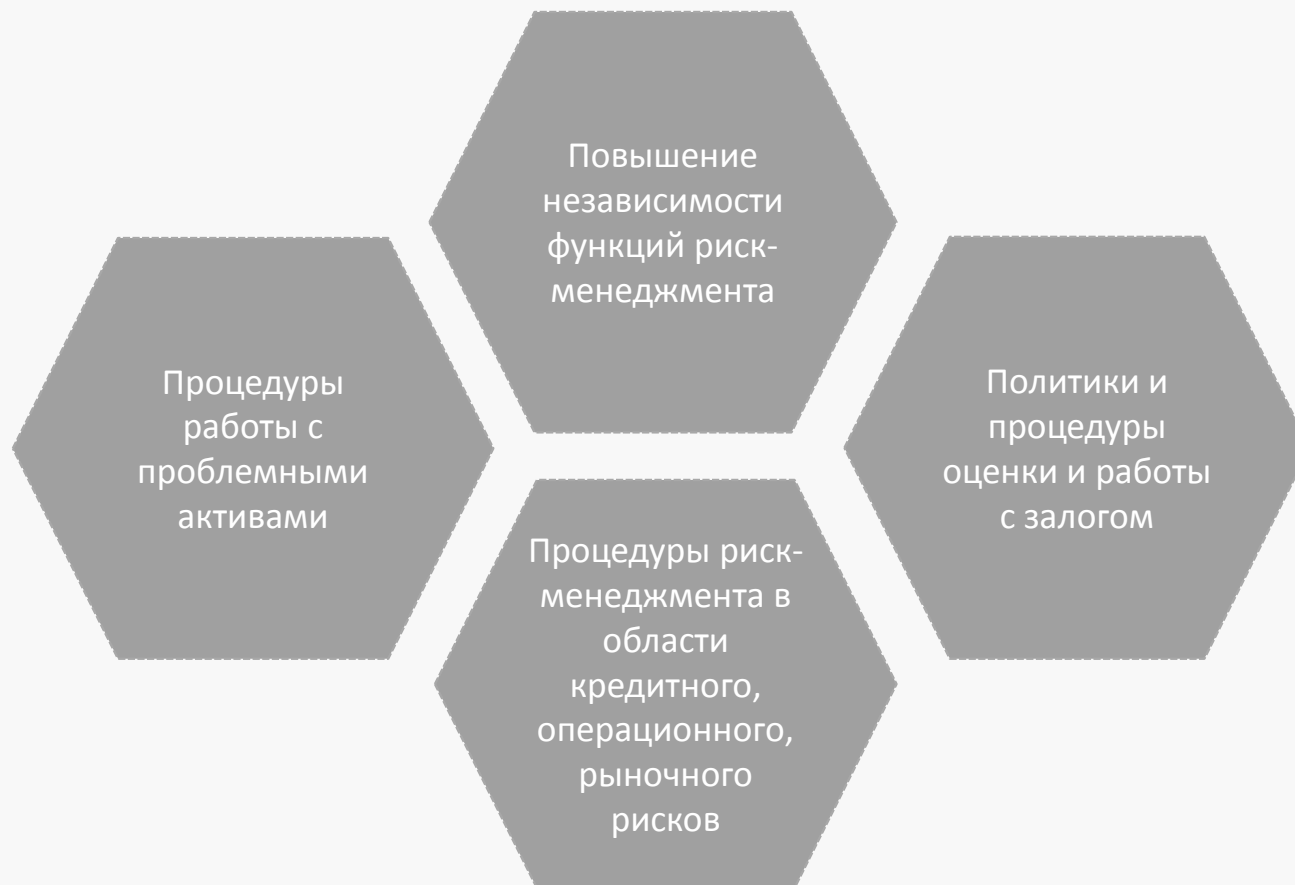 Повышение
независимости
функций риск-
менеджмента
Процедуры
работы с
проблемными
активами
Политики и
процедуры
оценки и работы
с залогом
Процедуры риск-
менеджмента в
области
кредитного,
операционного,
рыночного
рисков